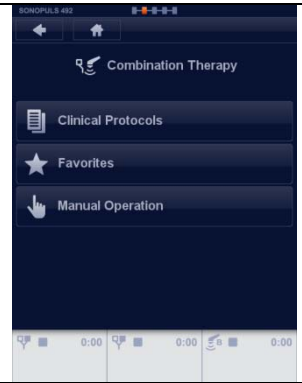 SONOPULS 492
Combination Therapy
Clinical Protocols
Favorites
Manual Operation
0:00 0:00 B 0:00